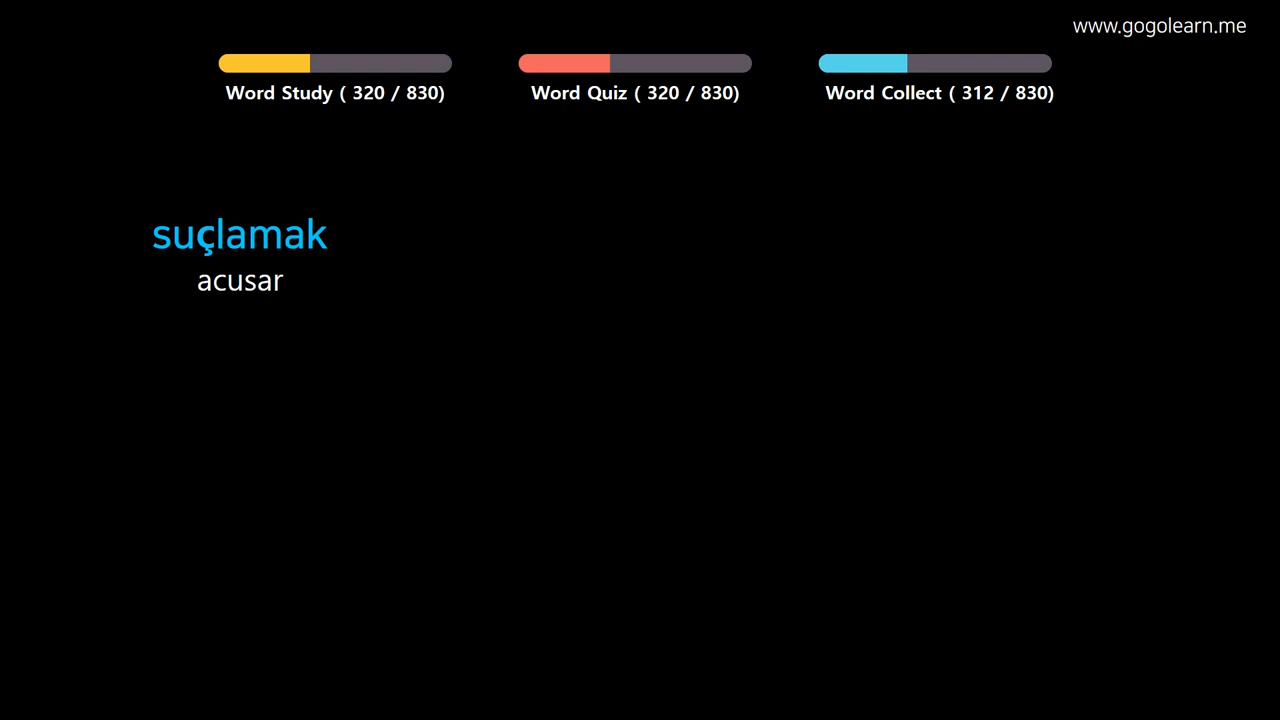 www.gogolearn.me
Word Study ( 320 / 830)
Word Quiz ( 320 / 830)
Word Collect ( 312 / 830)
suçlamak
acusar